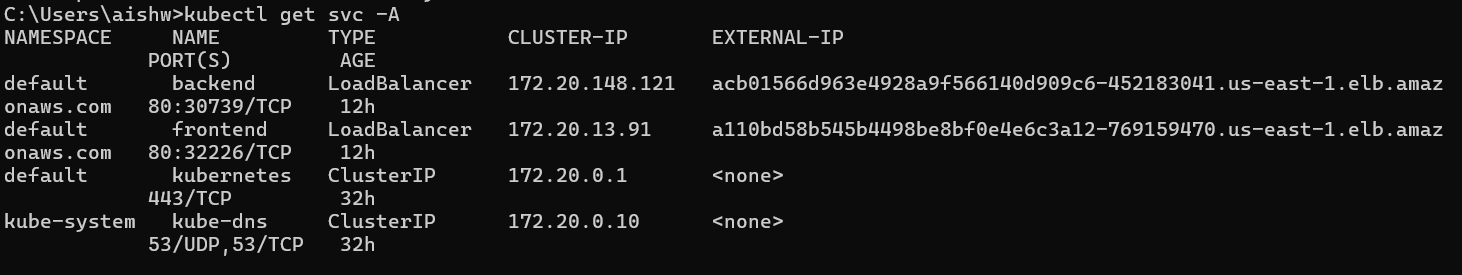 C:\Users\aishw>kubectl get svc -A
NAMESPACE     NAME         TYPE           CLUSTER-IP       EXTERNAL-IP
            PORT(S)         AGE
default       backend      LoadBalancer   172.20.148.121   acb01566d963e4928a9f566140d909c6-452183041.us-east-1.elb.amaz
onaws.com   80:30739/TCP    12h
default       frontend     LoadBalancer   172.20.13.91     a110bd58b545b4498be8bf0e4e6c3a12-769159470.us-east-1.elb.amaz
onaws.com   80:32226/TCP    12h
default       kubernetes   ClusterIP      172.20.0.1       <none>
            443/TCP         32h
kube-system   kube-dns     ClusterIP      172.20.0.10      <none>
            53/UDP,53/TCP   32h